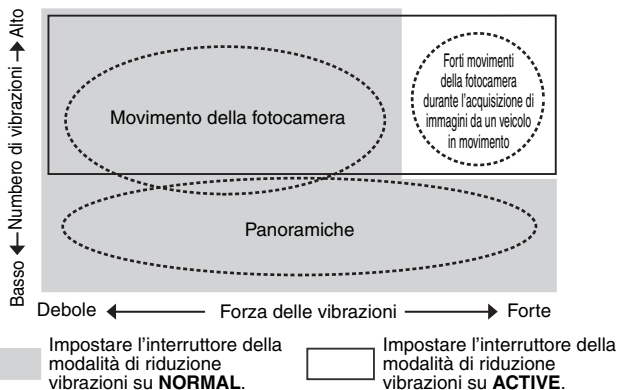 Basso ←Numbero di vibrazioni→ Alto
Movimento della fotocamera
Forti movimenti
della fotocamera
durante l'acquisizione di
immagini da un veicolo
in movimento
Panoramiche
Debole ← Forza delle vibrazioni → Forte
Impostare l'interruttore della
modalità di riduzione
vibrazioni su NORMAL.
Impostare l'interruttore della
modalità di riduzione
vibrazioni su ACTIVE.